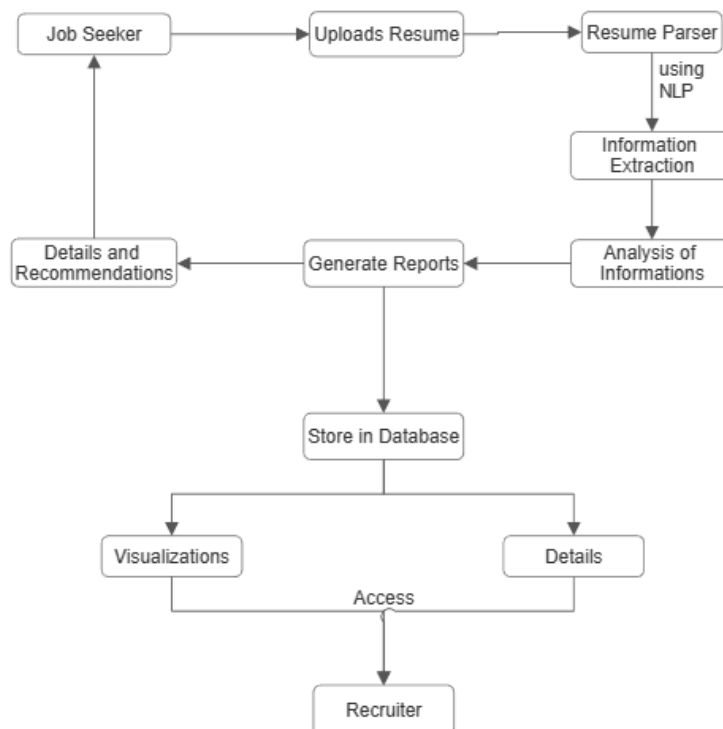 Job Seeker
Uploads Resume
Resume Parser
using
NLP
Information
Extraction
Details and
Recommendations
Generate Reports
Analysis of
Informations
Store in Database
Visualizations
Details
Access
Recruiter